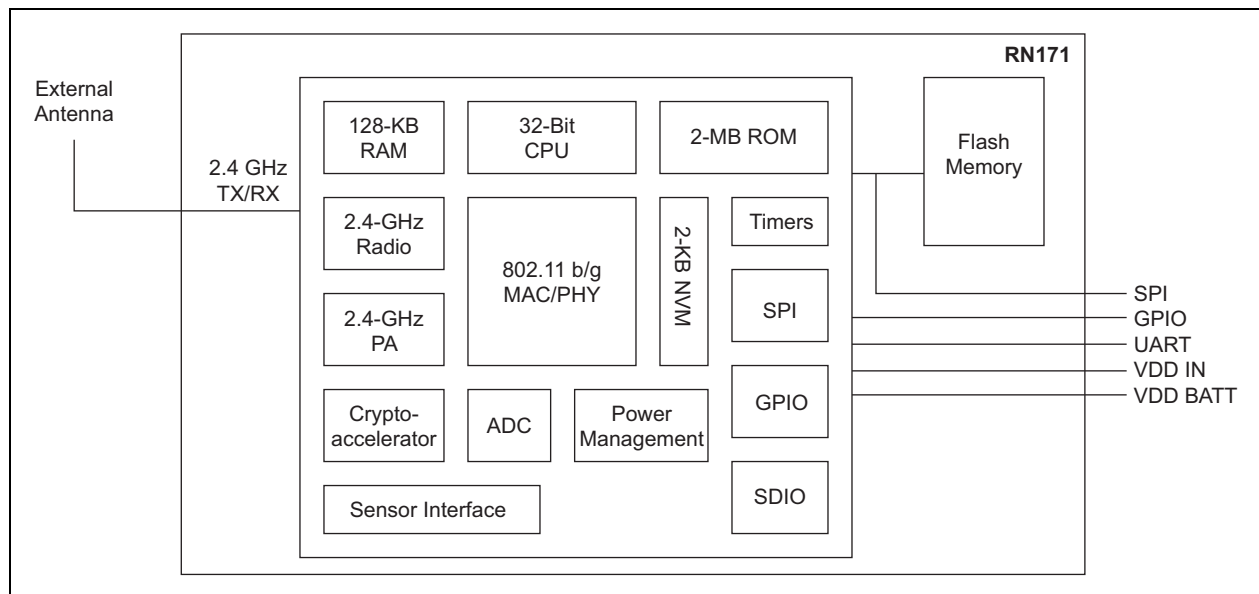 RN171
External
Antenna
2.4 GHz
TX/RX
128-KB
RAM
32-Bit
CPU
2-MB ROM
Flash
Memory
2.4-GHz
Radio
802.11 b/g
MAC/PHY
2-KB NVM
Timers
2.4-GHz
PA
SPI
Crypto-
accelerator
ADC
Power
Management
GPIO
Sensor Interface
SDIO
SPI
GPIO
UART
VDD IN
VDD BATT